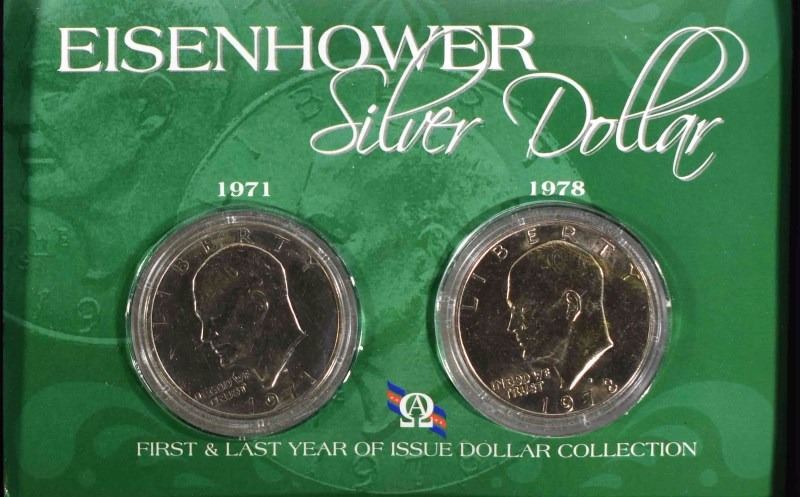 EISENHOWER
Silver Dollar
1971 1978
LIBERTY LIBERTY
IN GOD WE TRUST
1971
IN GOD WE TRUST
1978
FIRST & LAST YEAR OF ISSUE DOLLAR COLLECTION